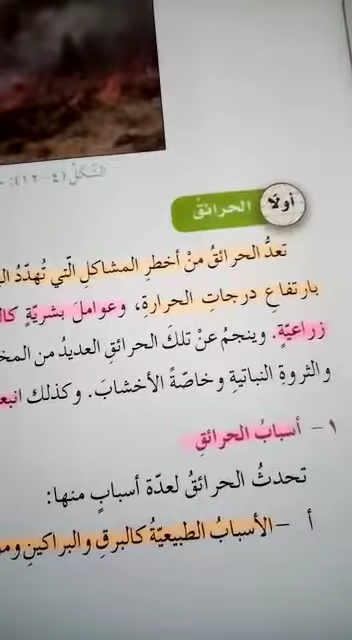 الشكل (٤-١٢):
أولًا
الحرائق
تعدُّ الحرائقُ منْ أخطرِ المشاكلِ الّتي تُهدّدُ
بارتفاعِ درجاتِ الحرارةِ، وعواملَ بشريّةٍ
زراعيّةٍ. وينجمُ عنْ تلكَ الحرائقِ العديدُ من
والثروةِ النباتيةِ وخاصّةً الأخشابَ. وكذلك
١ - أسبابُ الحرائقِ
تحدثُ الحرائقُ لعدّة أسبابٍ منها:
أ - الأسبابُ الطبيعيّةُ كالبرقِ والبراكينِ